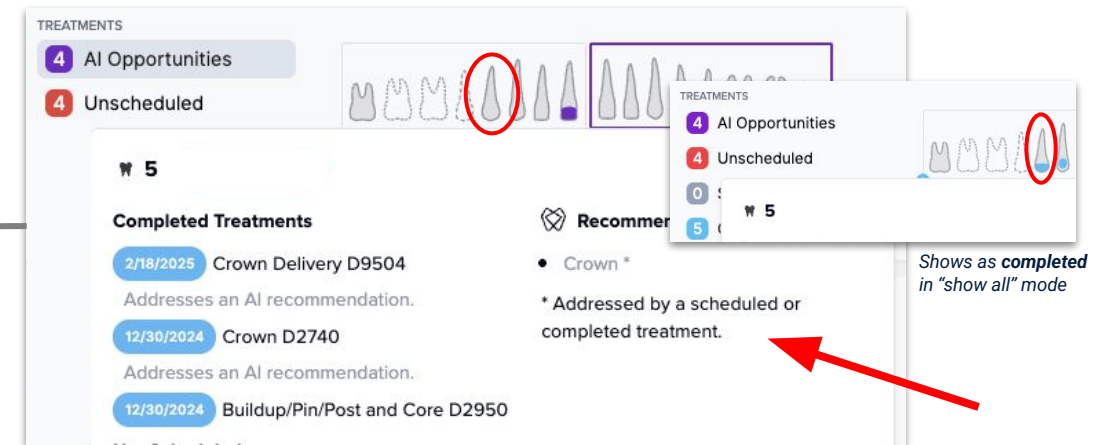 TREATMENTS
4 AI Opportunities
4 Unscheduled
5
Completed Treatments
2/18/2025 Crown Delivery D9504
Addresses an AI recommendation.
12/30/2024 Crown D2740
Addresses an AI recommendation.
12/30/2024 Buildup/Pin/Post and Core D2950
Recommen
• Crown *
* Addressed by a scheduled or
completed treatment.
TREATMENTS
4 AI Opportunities
4 Unscheduled
0
5
5
Shows as completed
in “show all” mode